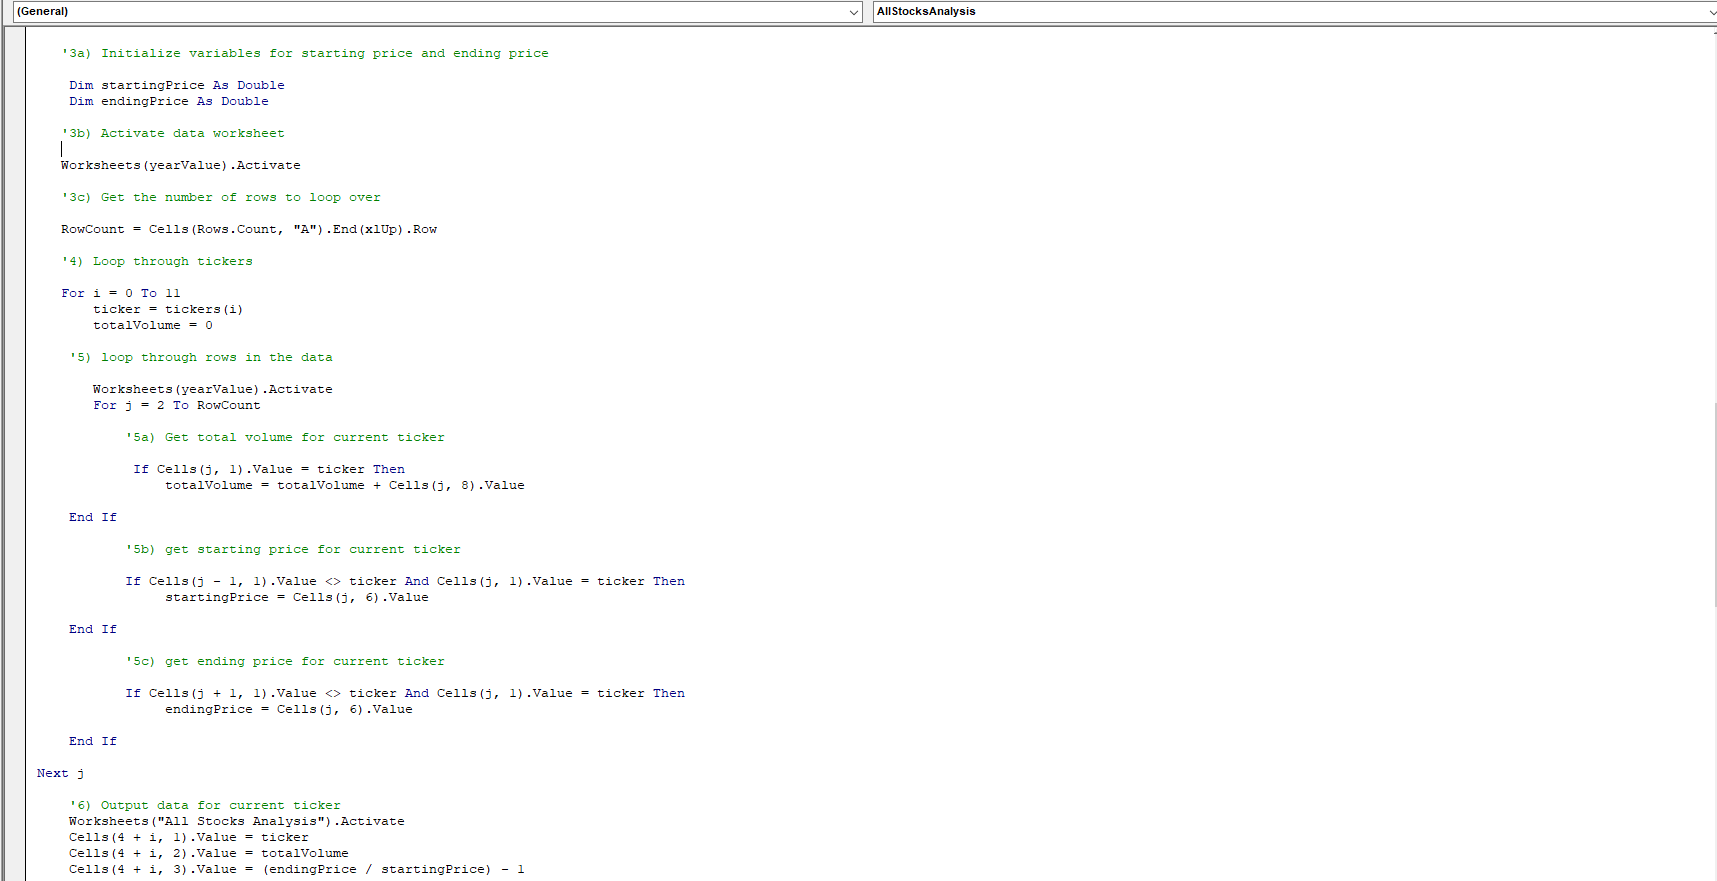 (General)
AllStocksAnalysis
'3a) Initialize variables for starting price and ending price
Dim startingPrice As Double
Dim endingPrice As Double
'3b) Activate data worksheet
Worksheets(yearValue).Activate
'3c) Get the number of rows to loop over
RowCount = Cells(Rows.Count, "A").End(xlUp).Row
'4) Loop through tickers
For i = 0 To 11
ticker = tickers(i)
totalVolume = 0
'5) loop through rows in the data
Worksheets(yearValue).Activate
For j = 2 To RowCount
'5a) Get total volume for current ticker
If Cells(j, 1).Value = ticker Then
totalVolume = totalVolume + Cells(j, 8).Value
End If
'5b) get starting price for current ticker
If Cells(j - 1, 1).Value <> ticker And Cells(j, 1).Value = ticker Then
startingPrice = Cells(j, 6).Value
End If
'5c) get ending price for current ticker
If Cells(j + 1, 1).Value <> ticker And Cells(j, 1).Value = ticker Then
endingPrice = Cells(j, 6).Value
End If
Next j
'6) Output data for current ticker
Worksheets("All Stocks Analysis").Activate
Cells(4 + i, 1).Value = ticker
Cells(4 + i, 2).Value = totalVolume
Cells(4 + i, 3).Value = (endingPrice / startingPrice) - 1